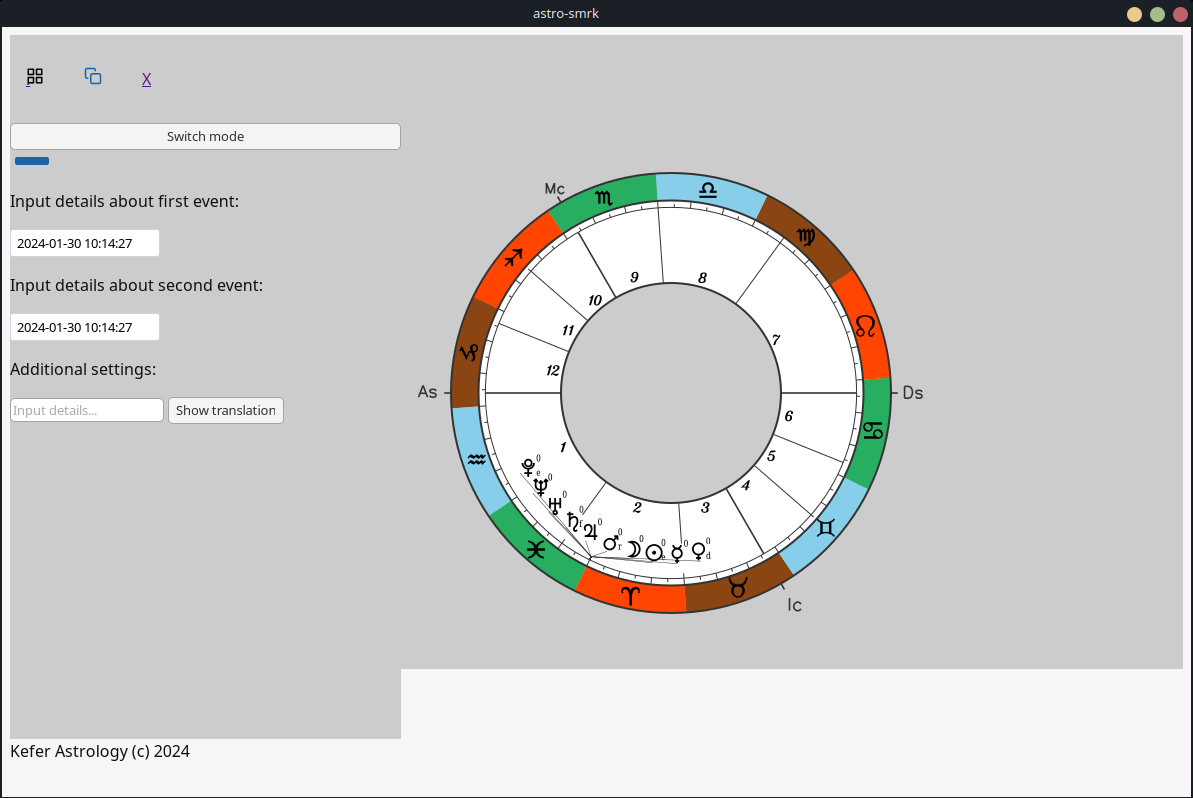 astro-smrk
X
Switch mode
Input details about first event:
2024-01-30 10:14:27
Input details about second event:
2024-01-30 10:14:27
Additional settings:
Input details...
Show translation
Mc
♏
♎
♍
♐
9
8
10
11
7
♌
12
♑
As
Ds
6
♋
5
1
4
♒
2
3
♇ 0 e
♆ 0
♅ 0
♄ 0 f
♃ 0
♂ 0 r
☽ 0
☉ 0 e
☿ 0
♀ 0 d
♊
♓
♈
♉
Ic
Kefer Astrology (c) 2024